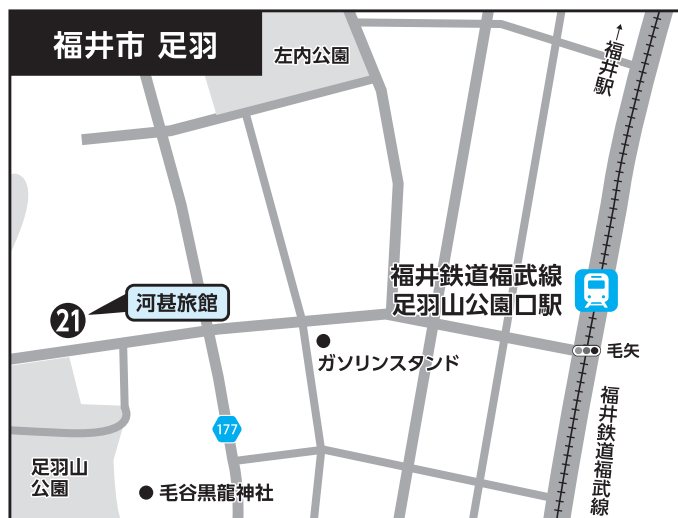 福井市 足羽
左内公園
←福井駅
河甚旅館
21
福井鉄道福武線
足羽山公園口駅
毛矢
ガソリンスタンド
177
福井鉄道福武線
足羽山
公園
毛谷黒龍神社